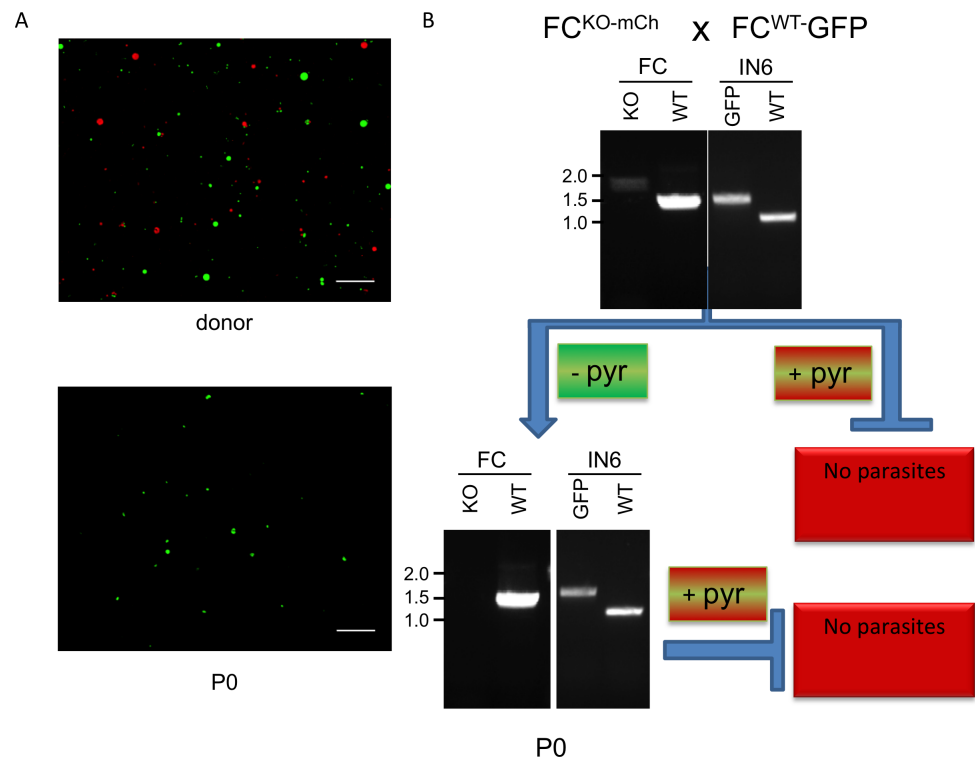 A
donor
P0
B
FC^KO-mCh x FC^WT-GFP
FC IN6
KO WT GFP WT
2.0
1.5
1.0
- pyr
+ pyr
No parasites
FC IN6
KO WT GFP WT
2.0
1.5
1.0
+ pyr
No parasites
P0